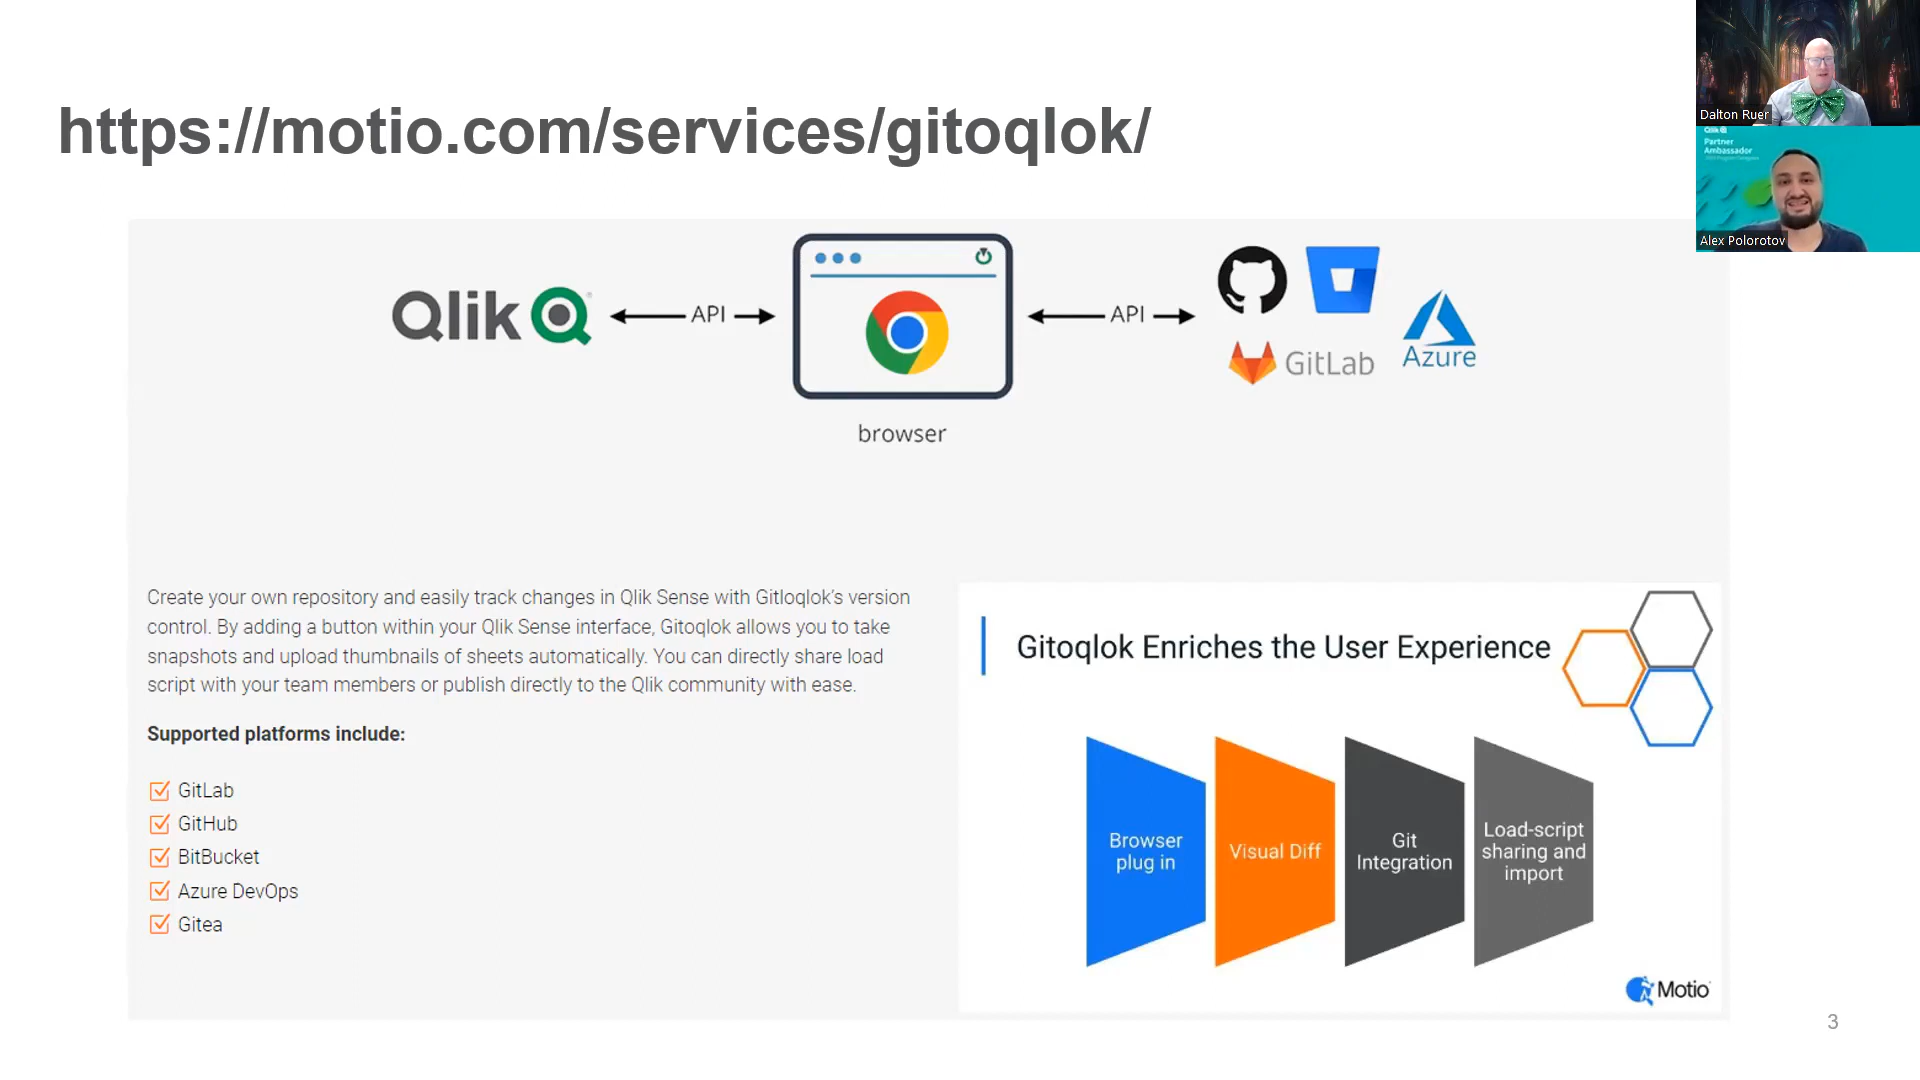 https://motio.com/services/gitoqlok/
Dalton Ruer
Qlik
Partner
Ambassador
Alex Polorotov
Qlik
API
API
GitLab
Azure
browser
Create your own repository and easily track changes in Qlik Sense with Gitloqlok's version
control. By adding a button within your Qlik Sense interface, Gitoqlok allows you to take
snapshots and upload thumbnails of sheets automatically. You can directly share load
script with your team members or publish directly to the Qlik community with ease.
Supported platforms include:
GitLab
GitHub
BitBucket
Azure DevOps
Gitea
Gitoqlok Enriches the User Experience
Browser
plug in
Visual Diff
Git
Integration
Load-script
sharing and
import
Motio
3